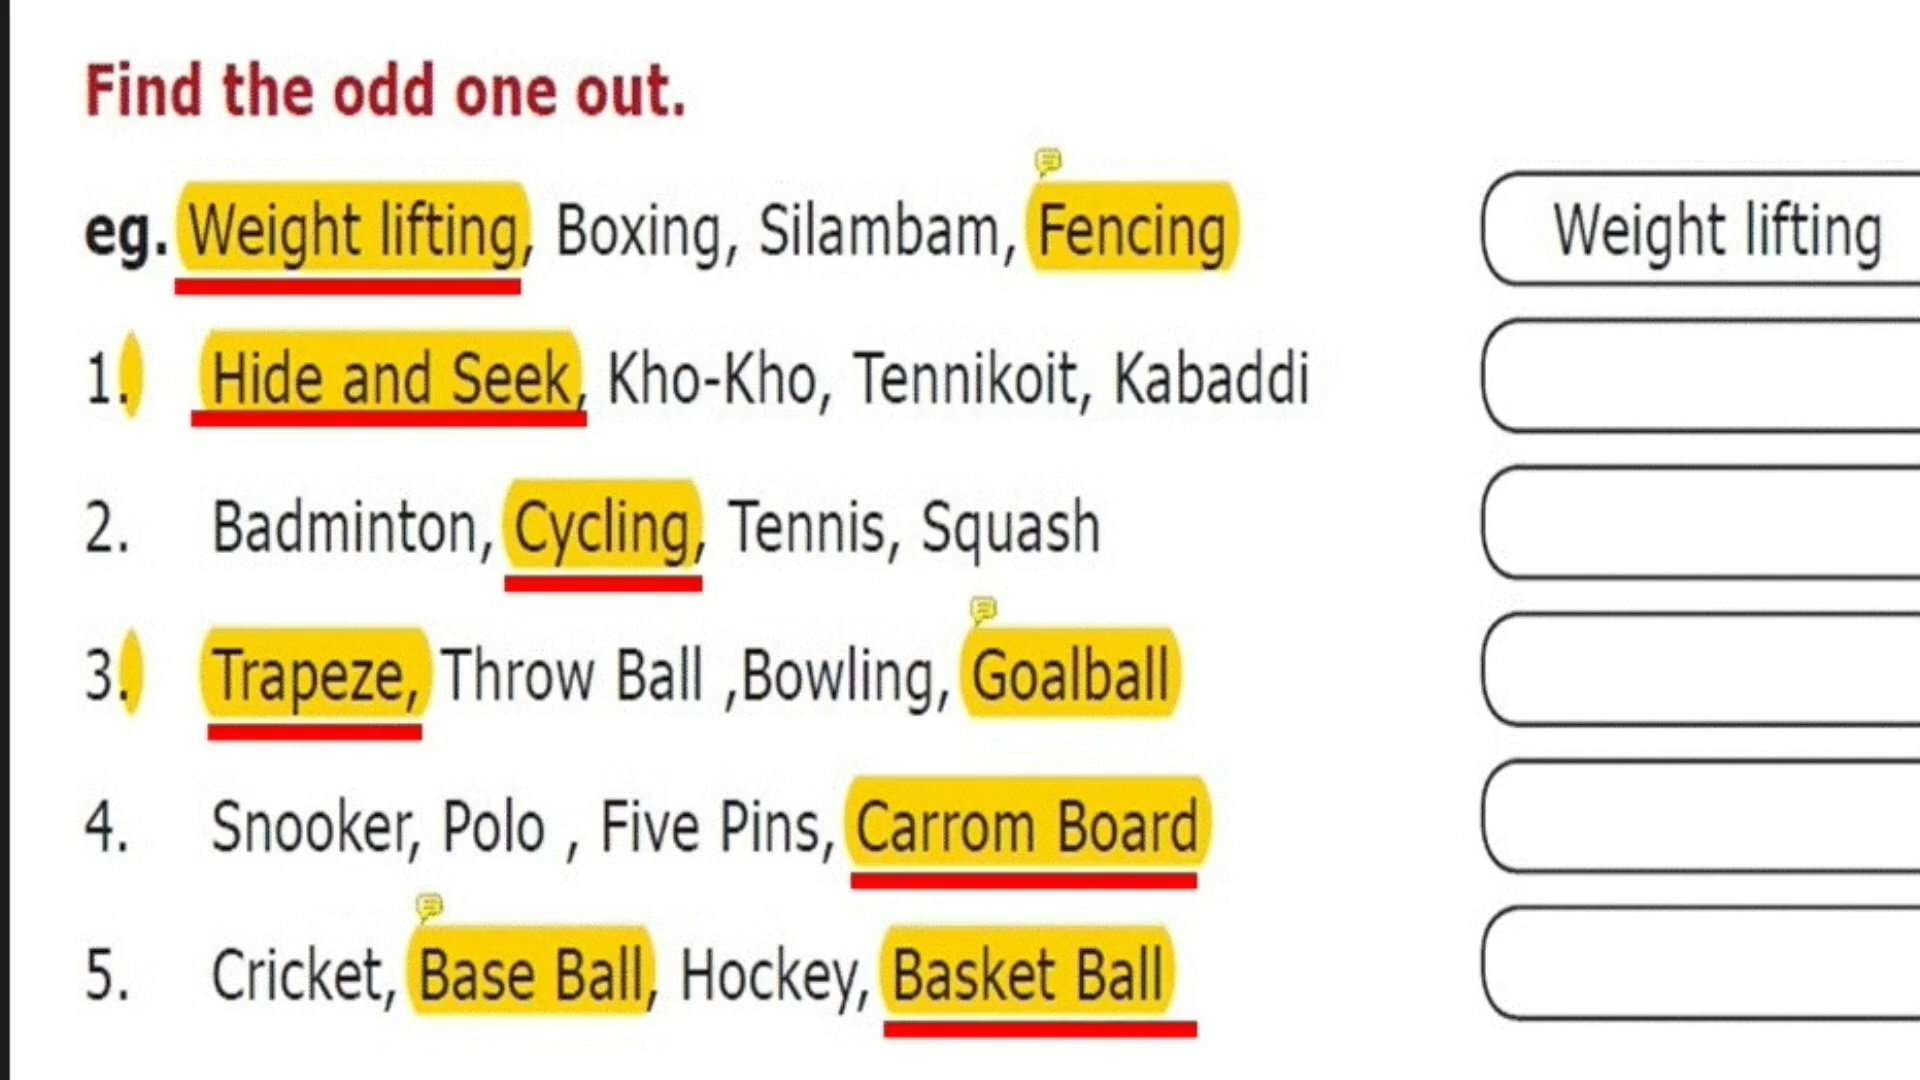 Find the odd one out.
eg. Weight lifting, Boxing, Silambam, Fencing
Weight lifting
1. Hide and Seek, Kho-Kho, Tennikoit, Kabaddi
2. Badminton, Cycling, Tennis, Squash
3. Trapeze, Throw Ball ,Bowling, Goalball
4. Snooker, Polo , Five Pins, Carrom Board
5. Cricket, Base Ball, Hockey, Basket Ball